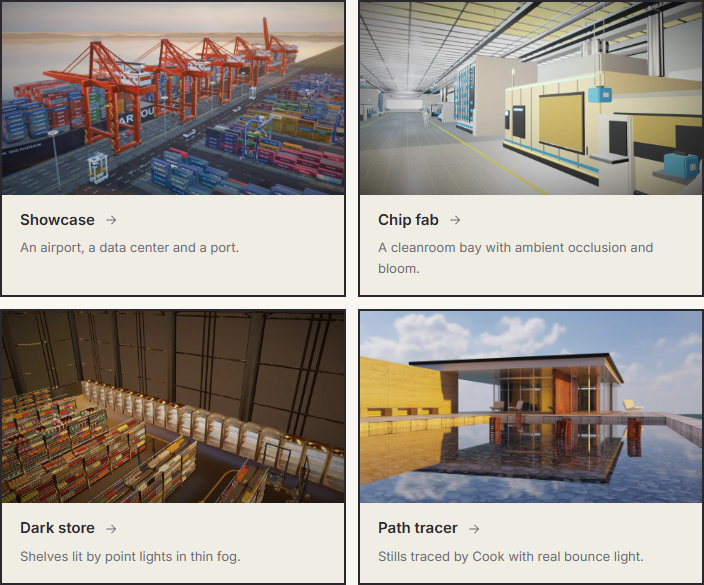 Showcase →
An airport, a data center and a port.
Chip fab →
A cleanroom bay with ambient occlusion and
bloom.
Dark store →
Shelves lit by point lights in thin fog.
Path tracer →
Stills traced by Cook with real bounce light.